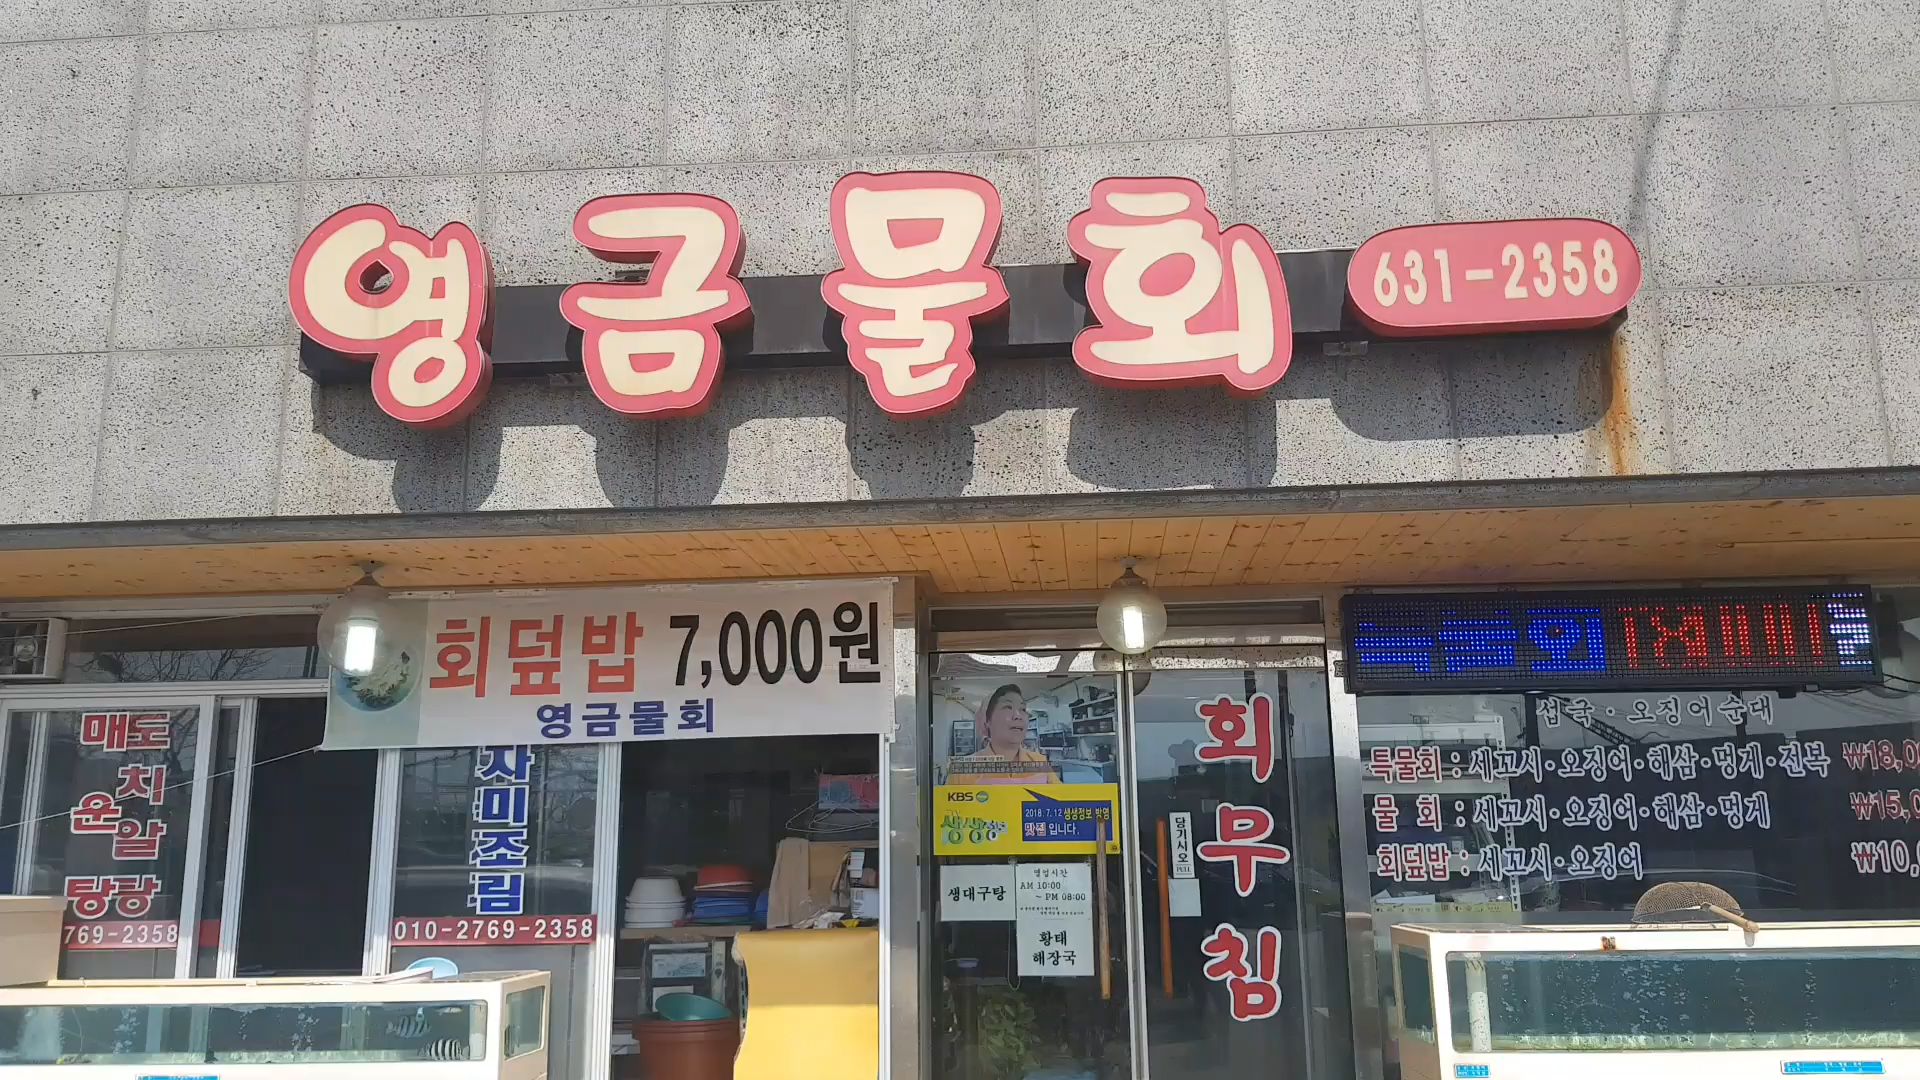 영금물회
631-2358
회덮밥 7,000원
영금물회
매운탕
도치알탕
769-2358
자미조림
010-2769-2358
KBS
생생정보
2018.7.12 생생정보 방영
맛집 입니다.
생대구탕
영업시간
AM 10:00
~ PM 08:00
황태
해장국
당기시오
PULL
회무침
섭국·오징어순대
특물회 : 세꼬시·오징어·해삼·멍게·전복 ₩18,0
물 회 : 세꼬시·오징어·해삼·멍게 ₩15,0
회덮밥 : 세꼬시·오징어 ₩10,